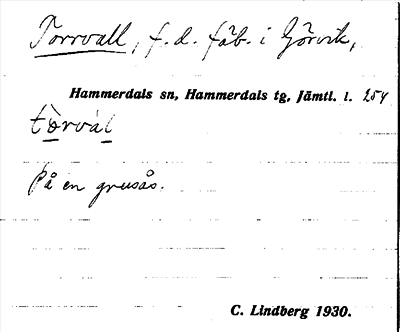 Torrvall, f. d. fäb. i Görvik,
Hammerdals sn, Hammerdals tg, Jämtl. l. 254
tòrvàl
På en grusås.
C. Lindberg 1930.